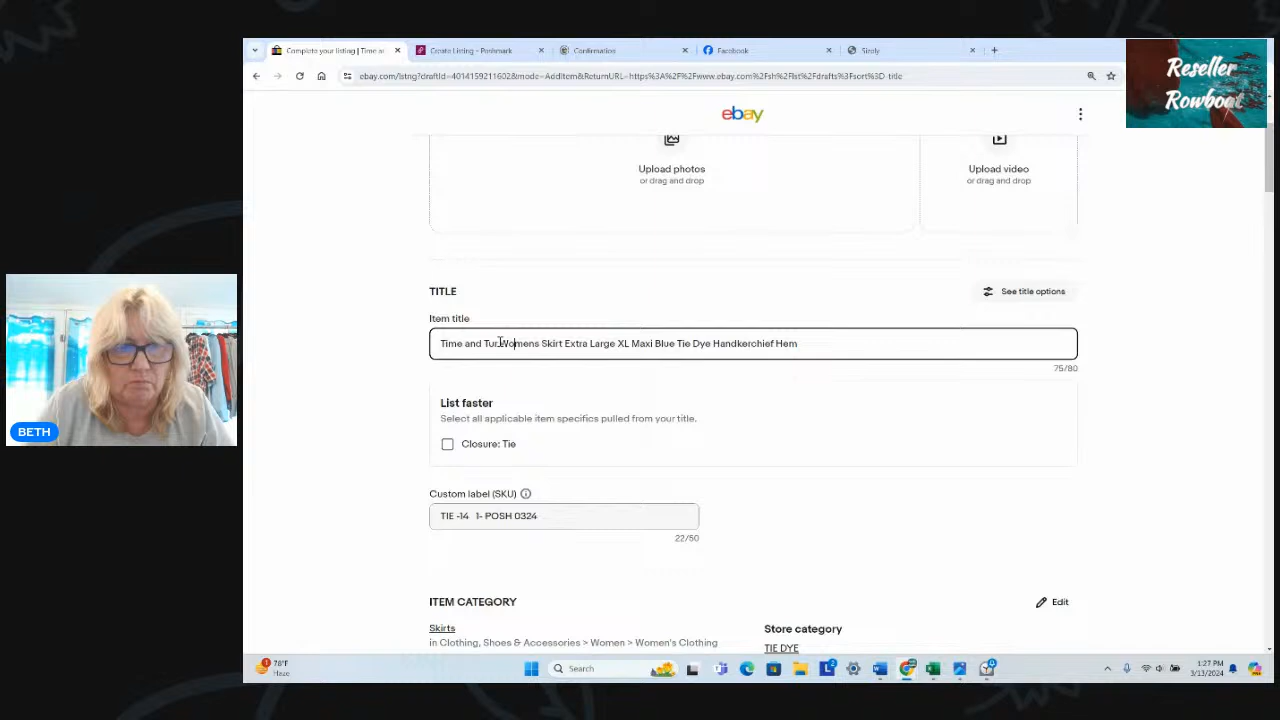 Complete your listing | Time ar
Create Listing - Poshmark
Confirmation
Facebook
ebay.com/lstng?draftId=4014159211602&mode=AddItem&ReturnURL=https%3A%2F%2Fwww.ebay.com%2Fsh%2Flst%2Fdrafts%3Fsort%3D_title
Reseller
Rowboat
ebay
Upload photos
or drag and drop
Upload video
or drag and drop
TITLE
See title options
Item title
Time and Tur Womens Skirt Extra Large XL Maxi Blue Tie Dye Handkerchief Hem
75/80
List faster
Select all applicable item specifics pulled from your title.
Closure: Tie
BETH
Custom label (SKU)
TIE -14 1- POSH 0324
22/50
ITEM CATEGORY
Edit
Skirts
Store category
in Clothing, Shoes & Accessories > Women > Women's Clothing
TIE DYE
78°F
Haze
Search
1:27 PM
3/13/2024